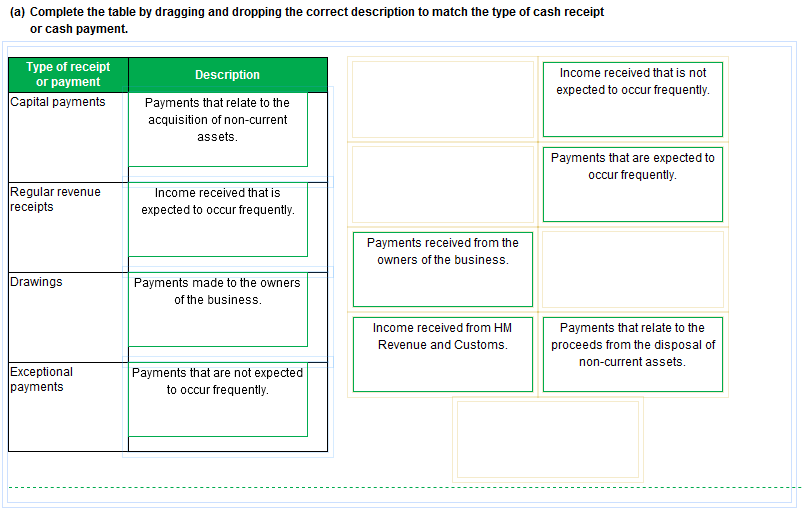 (a) Complete the table by dragging and dropping the correct description to match the type of cash receipt
or cash payment.
Type of receipt
or payment
Description
Capital payments
Payments that relate to the
acquisition of non-current
assets.
Regular revenue
receipts
Income received that is
expected to occur frequently.
Drawings
Payments made to the owners
of the business.
Exceptional
payments
Payments that are not expected
to occur frequently.
Income received that is not
expected to occur frequently.
Payments that are expected to
occur frequently.
Payments received from the
owners of the business.
Income received from HM
Revenue and Customs.
Payments that relate to the
proceeds from the disposal of
non-current assets.